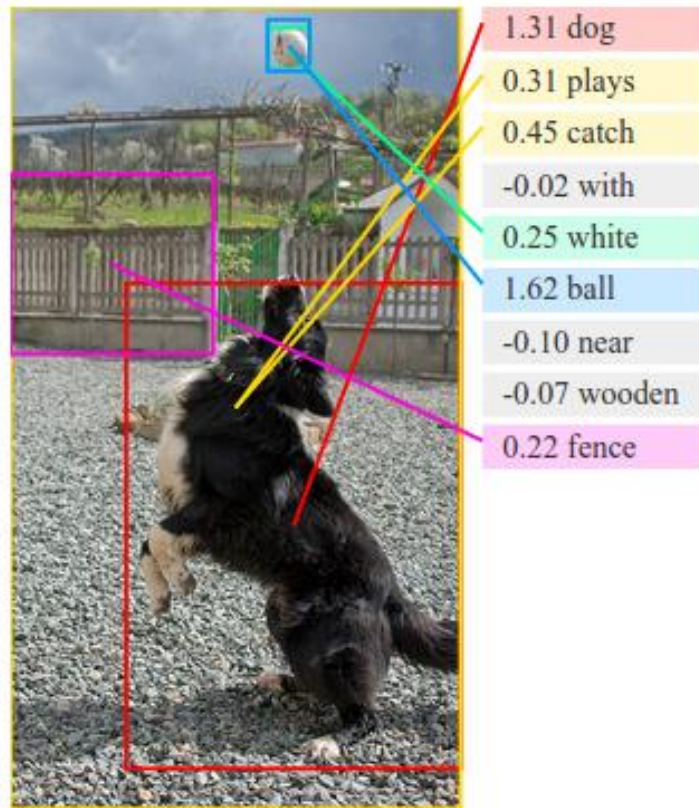 1.31 dog
0.31 plays
0.45 catch
-0.02 with
0.25 white
1.62 ball
-0.10 near
-0.07 wooden
0.22 fence